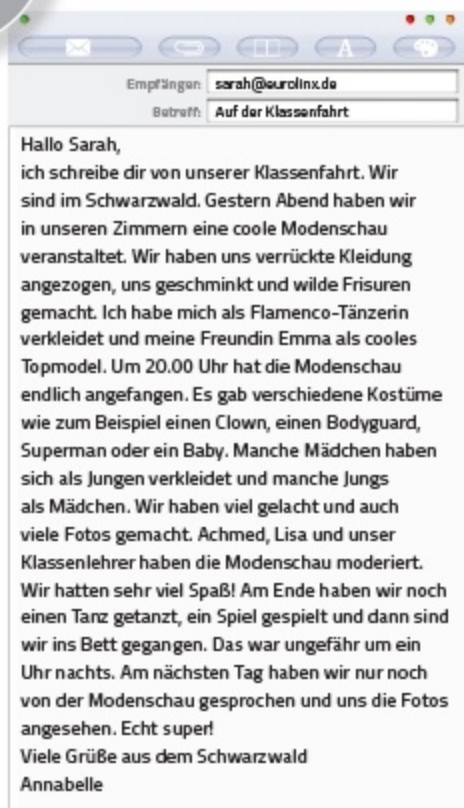 A
Empfänger: sarah@eurolinx.de
Betreff: Auf der Klassenfahrt
Hallo Sarah,
ich schreibe dir von unserer Klassenfahrt. Wir
sind im Schwarzwald. Gestern Abend haben wir
in unseren Zimmern eine coole Modenschau
veranstaltet. Wir haben uns verrückte Kleidung
angezogen, uns geschminkt und wilde Frisuren
gemacht. Ich habe mich als Flamenco-Tänzerin
verkleidet und meine Freundin Emma als cooles
Topmodel. Um 20.00 Uhr hat die Modenschau
endlich angefangen. Es gab verschiedene Kostüme
wie zum Beispiel einen Clown, einen Bodyguard,
Superman oder ein Baby. Manche Mädchen haben
sich als Jungen verkleidet und manche Jungs
als Mädchen. Wir haben viel gelacht und auch
viele Fotos gemacht. Achmed, Lisa und unser
Klassenlehrer haben die Modenschau moderiert.
Wir hatten sehr viel Spaß! Am Ende haben wir noch
einen Tanz getanzt, ein Spiel gespielt und dann sind
wir ins Bett gegangen. Das war ungefähr um ein
Uhr nachts. Am nächsten Tag haben wir nur noch
von der Modenschau gesprochen und uns die Fotos
angesehen. Echt super!
Viele Grüße aus dem Schwarzwald
Annabelle